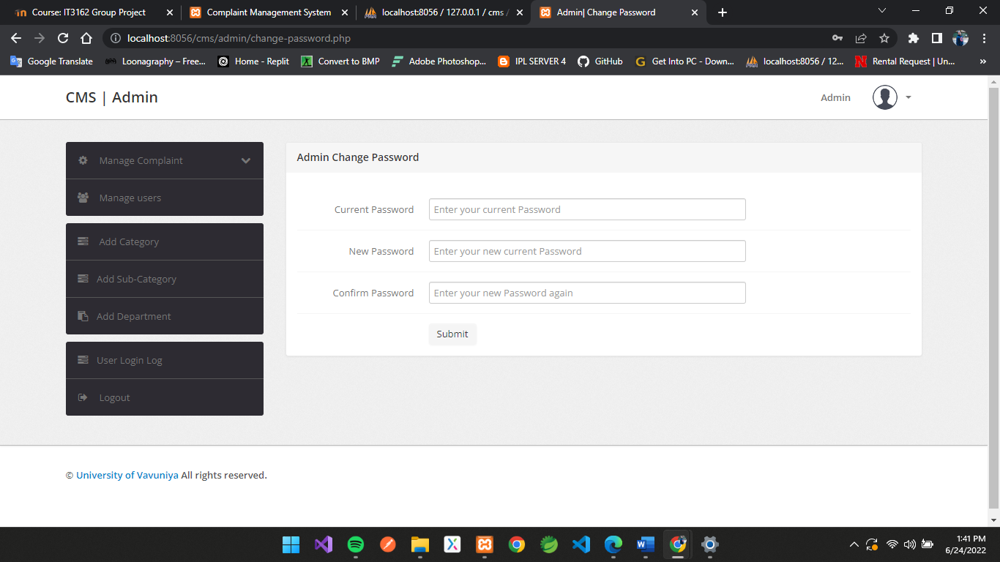 Course: IT3162 Group Project
Complaint Management System
localhost:8056 / 127.0.0.1 / cms /
Admin| Change Password
localhost:8056/cms/admin/change-password.php
Google Translate
Loonagraphy – Free...
Home - Replit
Convert to BMP
Adobe Photoshop...
IPL SERVER 4
GitHub
Get Into PC - Down...
localhost:8056 / 12...
Rental Request | Un...
»
CMS | Admin
Admin
Manage Complaint
Manage users
Add Category
Add Sub-Category
Add Department
User Login Log
Logout
Admin Change Password
Current Password
Enter your current Password
New Password
Enter your new current Password
Confirm Password
Enter your new Password again
Submit
© University of Vavuniya All rights reserved.
1:41 PM
6/24/2022